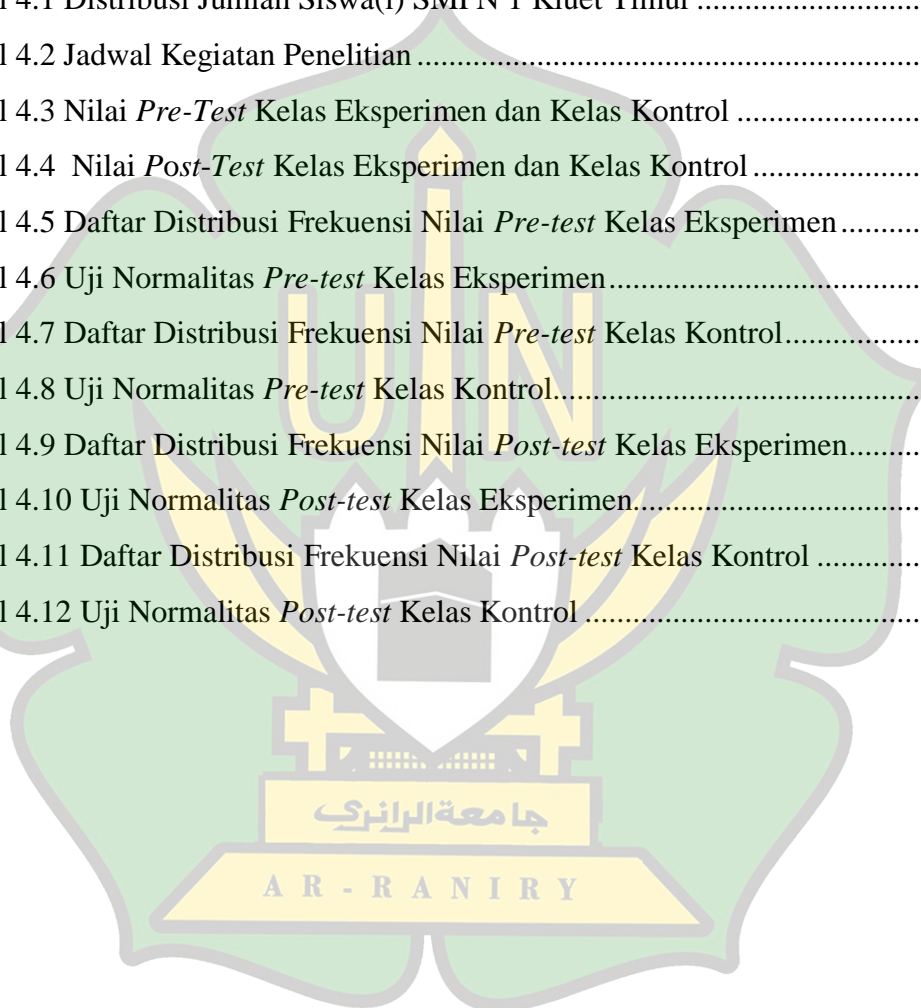 l 4.1 Distribusi Jumlah Siswa(i) SMPN 1 Kluet Timur ............................
l 4.2 Jadwal Kegiatan Penelitian ..............................................................
l 4.3 Nilai Pre-Test Kelas Eksperimen dan Kelas Kontrol .......................
l 4.4 Nilai Post-Test Kelas Eksperimen dan Kelas Kontrol .....................
l 4.5 Daftar Distribusi Frekuensi Nilai Pre-test Kelas Eksperimen ..........
l 4.6 Uji Normalitas Pre-test Kelas Eksperimen ......................................
l 4.7 Daftar Distribusi Frekuensi Nilai Pre-test Kelas Kontrol .................
l 4.8 Uji Normalitas Pre-test Kelas Kontrol .............................................
l 4.9 Daftar Distribusi Frekuensi Nilai Post-test Kelas Eksperimen .........
l 4.10 Uji Normalitas Post-test Kelas Eksperimen ...................................
l 4.11 Daftar Distribusi Frekuensi Nilai Post-test Kelas Kontrol .............
l 4.12 Uji Normalitas Post-test Kelas Kontrol .........................................
UIN
جامعة الرانري
AR-RANIRY